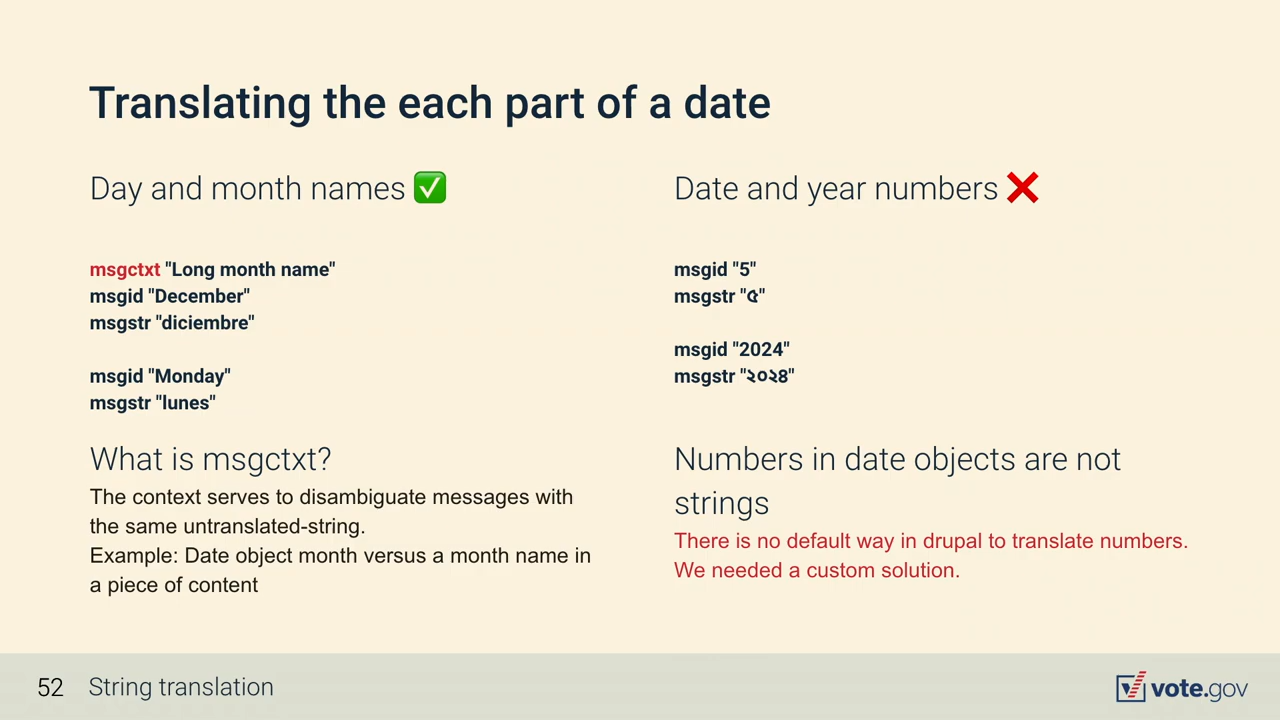 Translating the each part of a date
Day and month names ✅
msgctxt "Long month name"
msgid "December"
msgstr "diciembre"
msgid "Monday"
msgstr "lunes"
What is msgctxt?
The context serves to disambiguate messages with
the same untranslated-string.
Example: Date object month versus a month name in
a piece of content
Date and year numbers ❌
msgid "5"
msgstr "৫"
msgid "2024"
msgstr "২০২৪"
Numbers in date objects are not
strings
There is no default way in drupal to translate numbers.
We needed a custom solution.
52 String translation
vote.gov